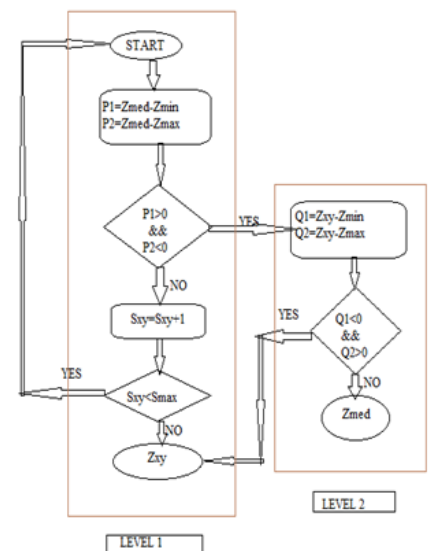 START
P1=Zmed-Zmin
P2=Zmed-Zmax
P1>0
&&
P2<0
YES
NO
Sxy=Sxy+1
YES
Sxy<Smax
NO
Zxy
LEVEL 1
Q1=Zxy-Zmin
Q2=Zxy-Zmax
YES
Q1<0
&&
Q2>0
NO
Zmed
LEVEL 2